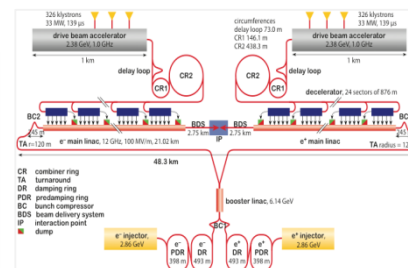 326 klystrons
33 MW, 139 μs
circumferences
delay loop 73.0 m
CR1 146.1 m
CR2 438.3 m
326 klystrons
33 MW, 139 μs
drive beam accelerator
2.38 GeV, 1.0 GHz
drive beam accelerator
2.38 GeV, 1.0 GHz
1 km
delay loop
CR2
CR1
CR2
CR1
delay loop
1 km
decelerator, 24 sectors of 876 m
BC2
BDS
2.75 km
BDS
2.75 km
BC2
245 m
IP
245 m
TA r=120 m
e⁻ main linac, 12 GHz, 100 MV/m, 21.02 km
e⁺ main linac
TA radius = 12
48.3 km
CR combiner ring
TA turnaround
DR damping ring
PDR predamping ring
BC bunch compressor
BDS beam delivery system
IP interaction point
dump
booster linac, 6.14 GeV
BC1
e⁻ injector,
2.86 GeV
e⁻
PDR
398 m
e⁻
DR
493 m
e⁺
DR
493 m
e⁺
PDR
398 m
e⁺ injector,
2.86 GeV